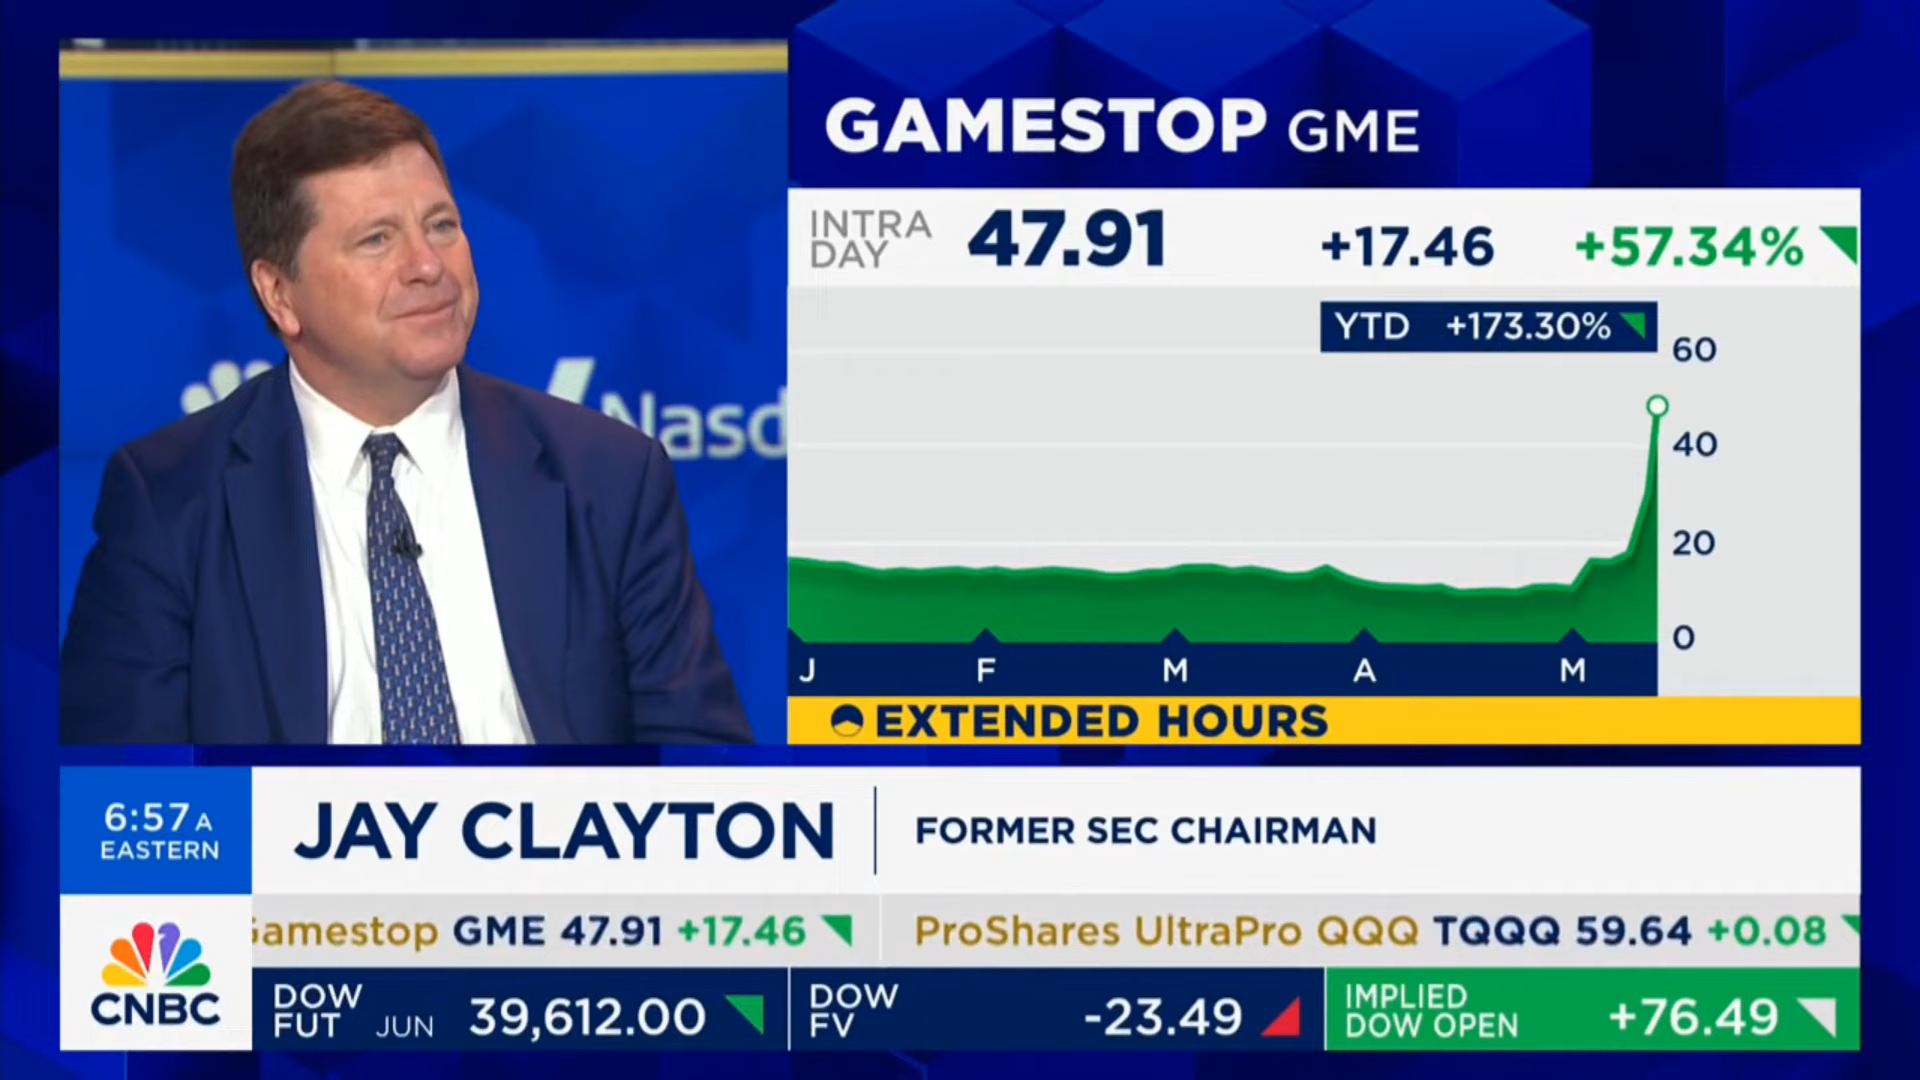 Nasd
GAMESTOP GME
INTRA DAY 47.91 +17.46 +57.34%
YTD +173.30%
60
40
20
0
J F M A M
EXTENDED HOURS
6:57 A
EASTERN
JAY CLAYTON
FORMER SEC CHAIRMAN
Gamestop GME 47.91 +17.46 ProShares UltraPro QQQ TQQQ 59.64 +0.08
CNBC
DOW FUT JUN 39,612.00
DOW FV -23.49
IMPLIED DOW OPEN +76.49